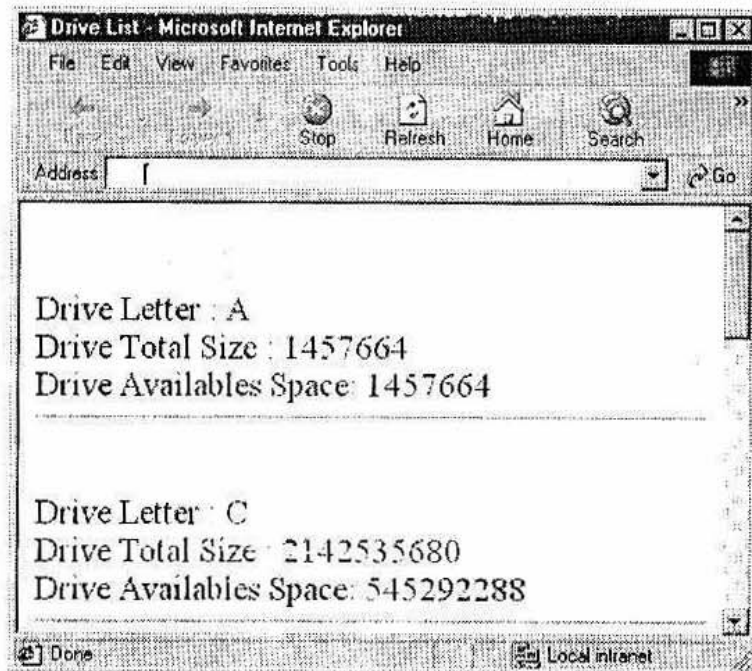 Drive List - Microsoft Internet Explorer
File Edit View Favorites Tools Help
Stop Refresh Home Search »
Address Go
Drive Letter : A
Drive Total Size : 1457664
Drive Availables Space: 1457664
Drive Letter : C
Drive Total Size : 2142535680
Drive Availables Space: 545292288
Done Local intranet